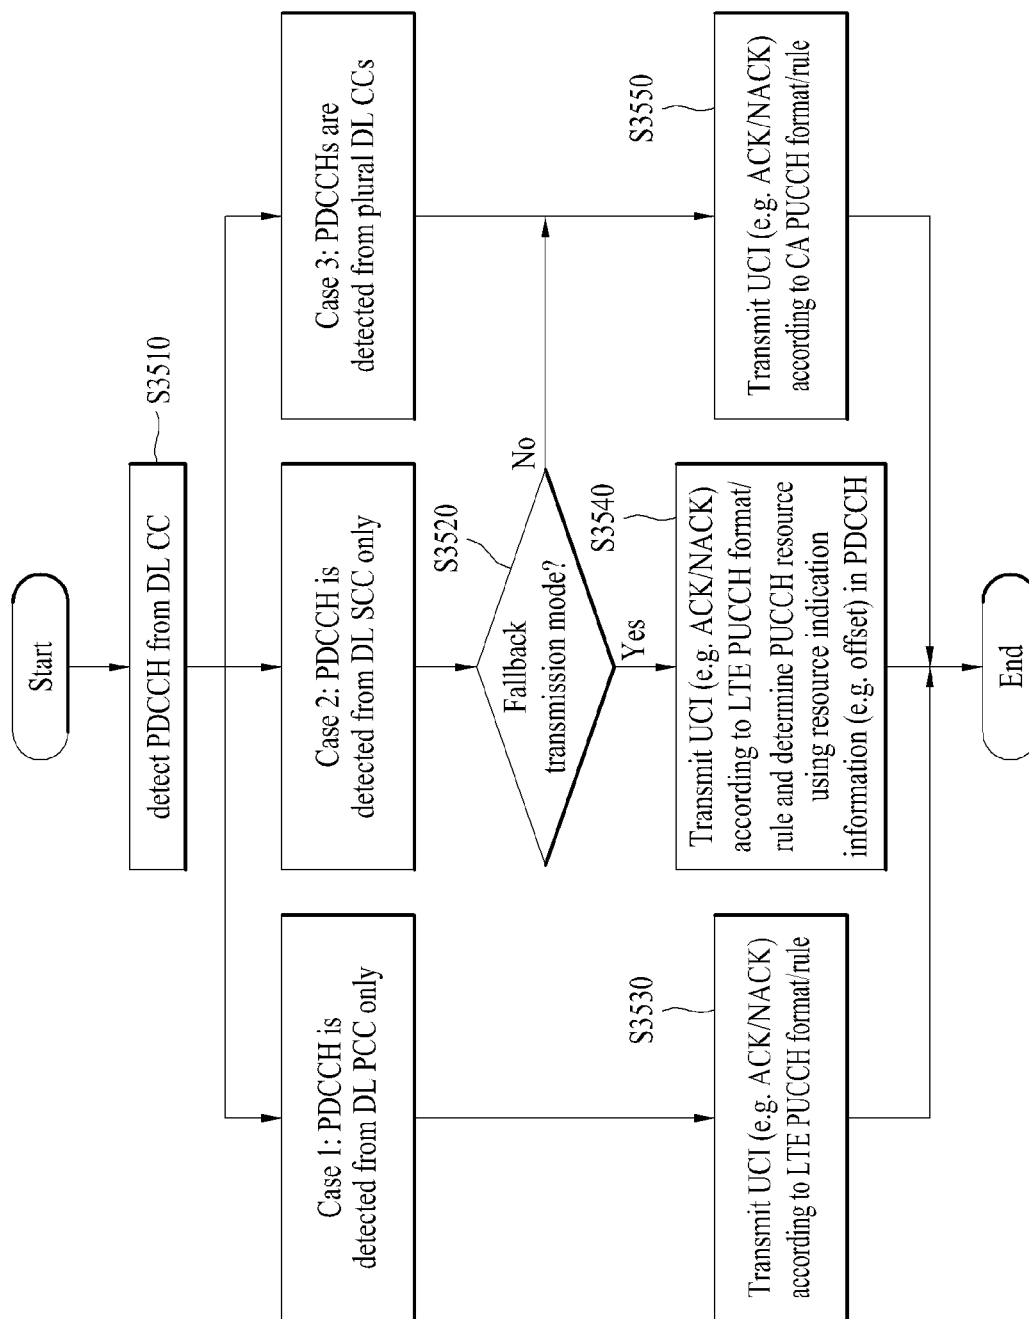 Start
S3510
detect PDCCH from DL CC
Case 1: PDCCH is
detected from DL PCC only
Case 2: PDCCH is
detected from DL SCC only
Case 3: PDCCHs are
detected from plural DL CCs
S3520
Fallback
transmission mode?
No
Yes
S3530
Transmit UCI (e.g. ACK/NACK)
according to LTE PUCCH format/rule
S3540
Transmit UCI (e.g. ACK/NACK)
according to LTE PUCCH format/
rule and determine PUCCH resource
using resource indication
information (e.g. offset) in PDCCH
S3550
Transmit UCI (e.g. ACK/NACK)
according to CA PUCCH format/rule
End